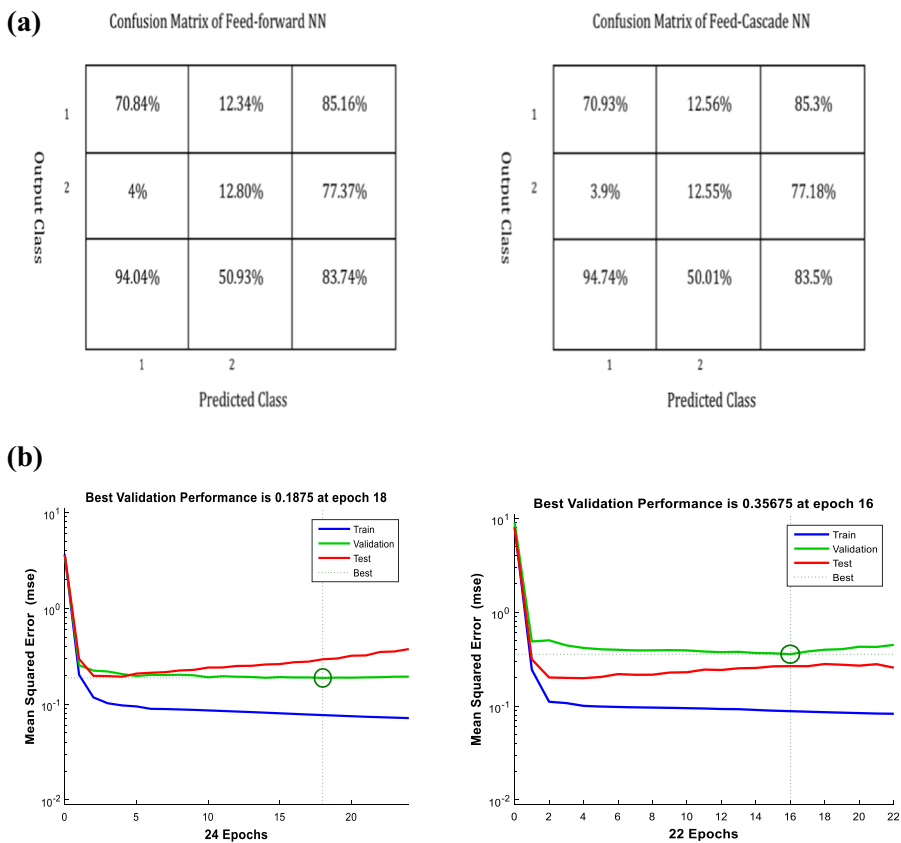 (a)
Confusion Matrix of Feed-forward NN
Output Class
1 70.84% 12.34% 85.16%
2 4% 12.80% 77.37%
94.04% 50.93% 83.74%
1 2
Predicted Class
Confusion Matrix of Feed-Cascade NN
Output Class
1 70.93% 12.56% 85.3%
2 3.9% 12.55% 77.18%
94.74% 50.01% 83.5%
1 2
Predicted Class
(b)
Best Validation Performance is 0.1875 at epoch 18
Mean Squared Error (mse)
10^1
10^0
10^-1
10^-2
Train
Validation
Test
Best
0 5 10 15 20
24 Epochs
Best Validation Performance is 0.35675 at epoch 16
Mean Squared Error (mse)
10^1
10^0
10^-1
10^-2
Train
Validation
Test
Best
0 2 4 6 8 10 12 14 16 18 20 22
22 Epochs